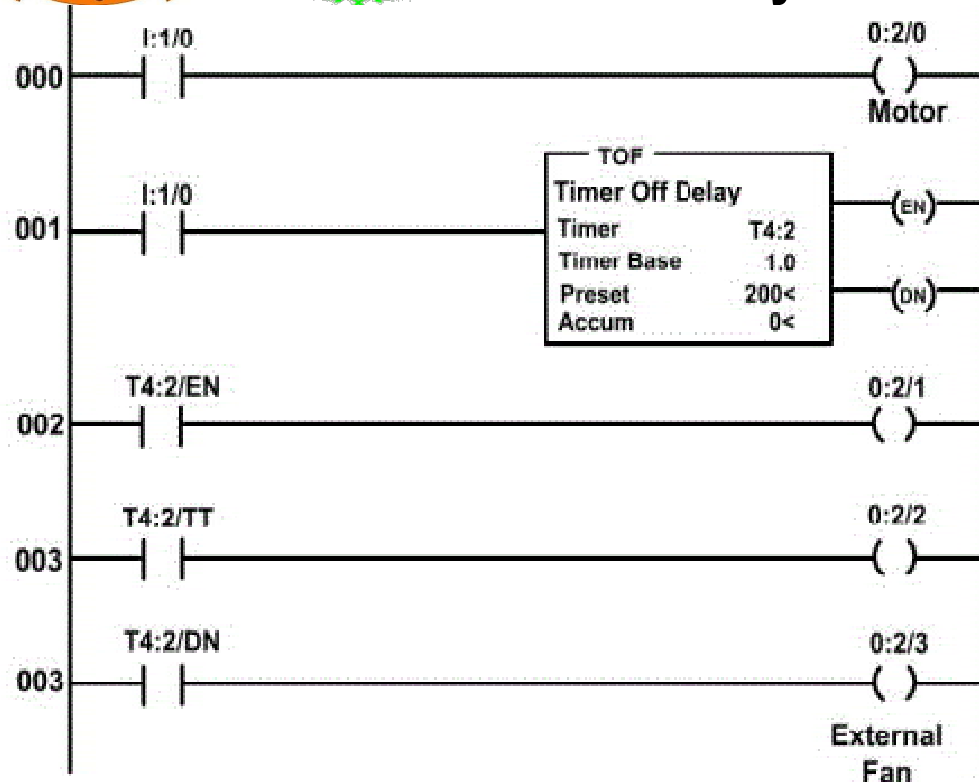 I:1/0
0:2/0
000
Motor
TOF
Timer Off Delay
I:1/0
EN
001
Timer T4:2
Timer Base 1.0
Preset 200<
DN
Accum 0<
T4:2/EN
0:2/1
002
T4:2/TT
0:2/2
003
T4:2/DN
0:2/3
003
External
Fan